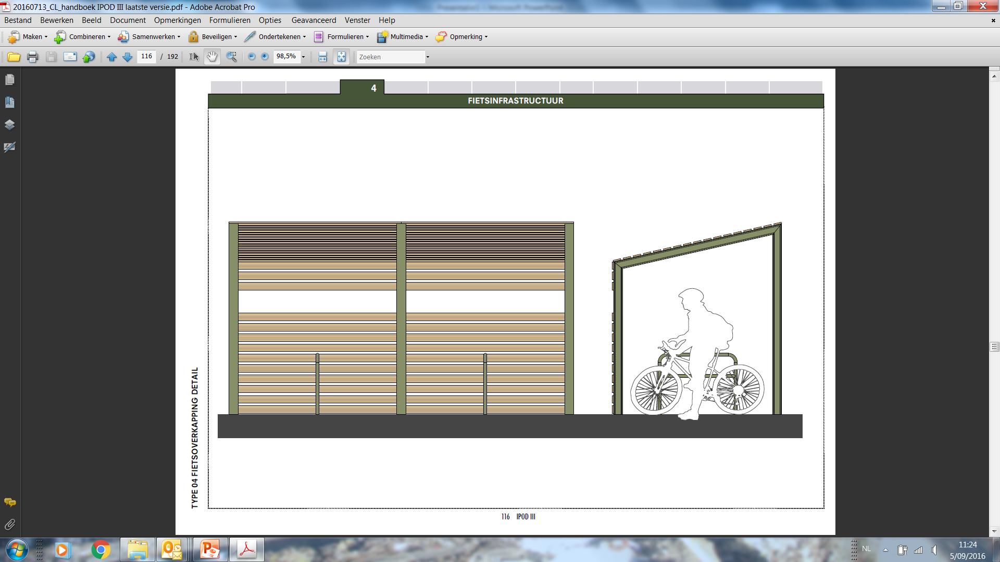 20160713_CL_handboek IPOD III laatste versie.pdf - Adobe Acrobat Pro
Bestand Bewerken Beeld Document Opmerkingen Formulieren Opties Geavanceerd Venster Help
Maken Combineren Samenwerken Beveiligen Ondertekenen Formulieren Multimedia Opmerking
116 / 192 98,5% Zoeken
4
FIETSINFRASTRUCTUUR
TYPE 04 FIETSOVERKAPPING DETAIL
116 IPOD III
NL
11:24
5/09/2016